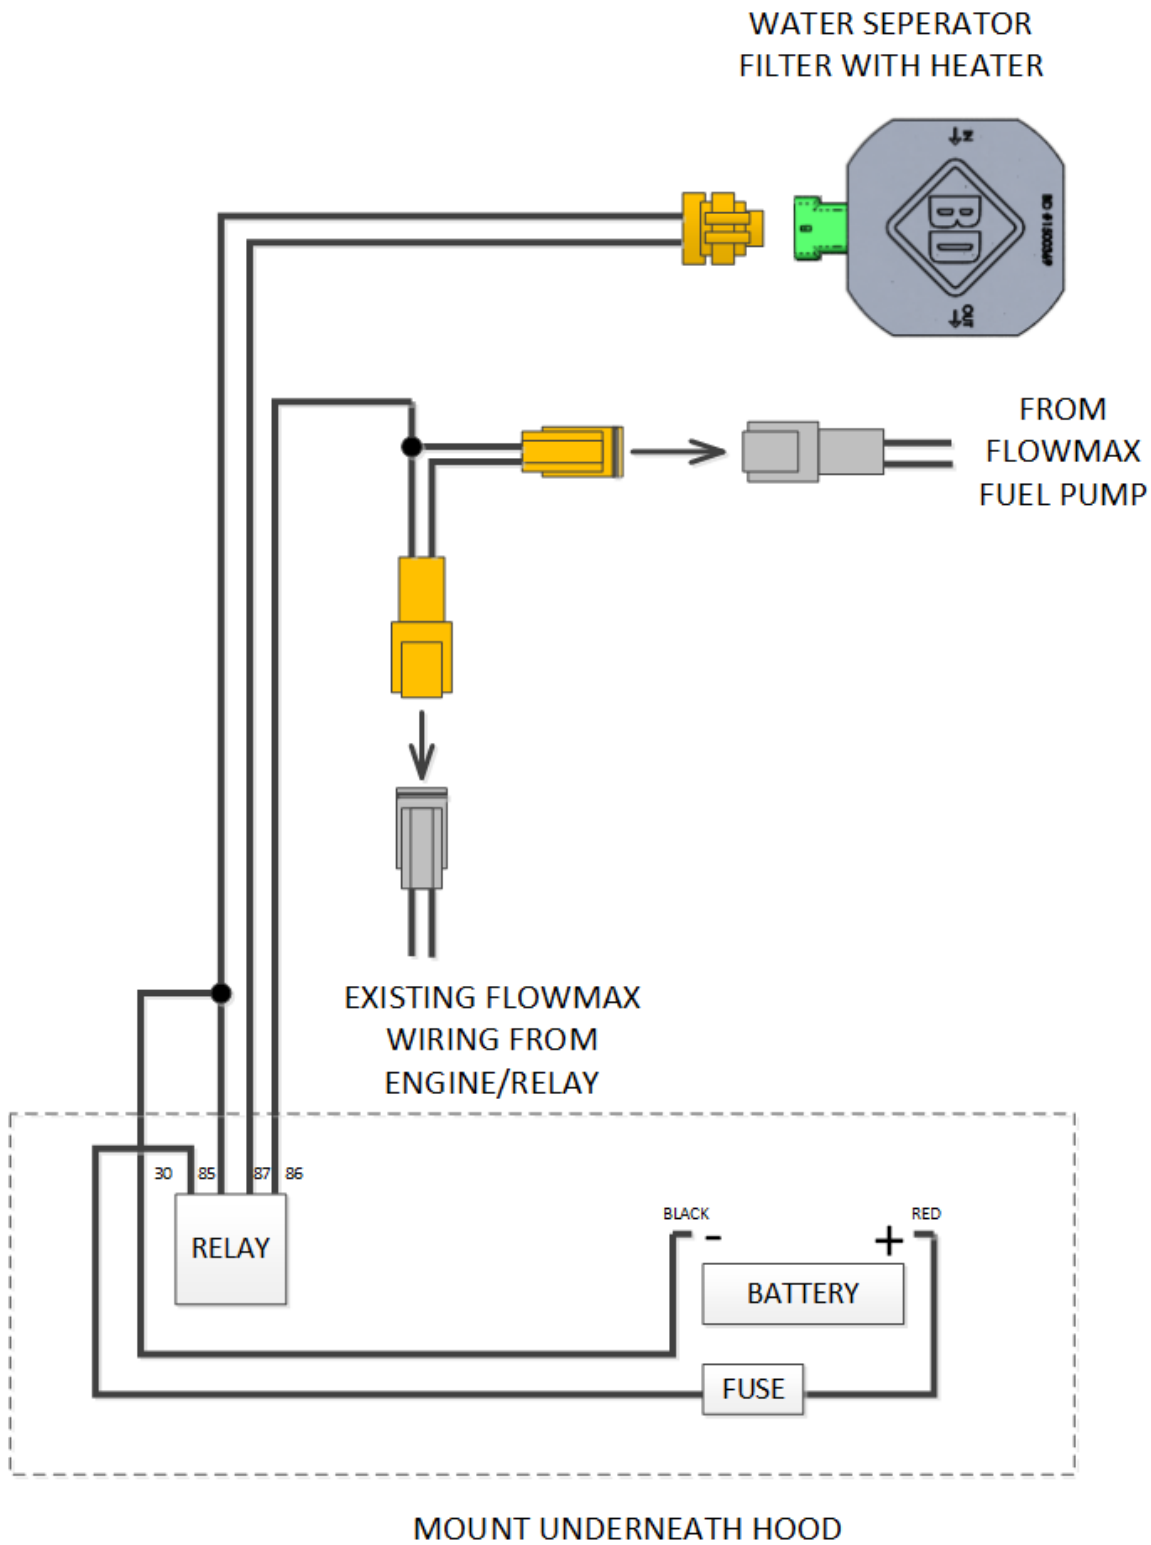 WATER SEPERATOR
FILTER WITH HEATER
IN
BD
OUT
FROM
FLOWMAX
FUEL PUMP
EXISTING FLOWMAX
WIRING FROM
ENGINE/RELAY
30 85 87 86
RELAY
BLACK - + RED
BATTERY
FUSE
MOUNT UNDERNEATH HOOD